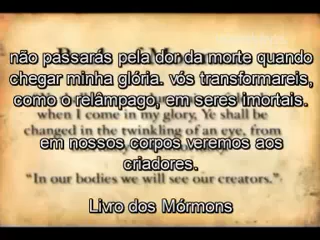 não passarás pela dor da morte quando
chegar minha glória. vós transformareis,
como o relâmpago, em seres imortais.
when I come in my glory, Ye shall be
changed in the twinkling of an eye, from
em nossos corpos veremos aos
criadores.
"In our bodies we will see our creators."
Livro dos Mórmons